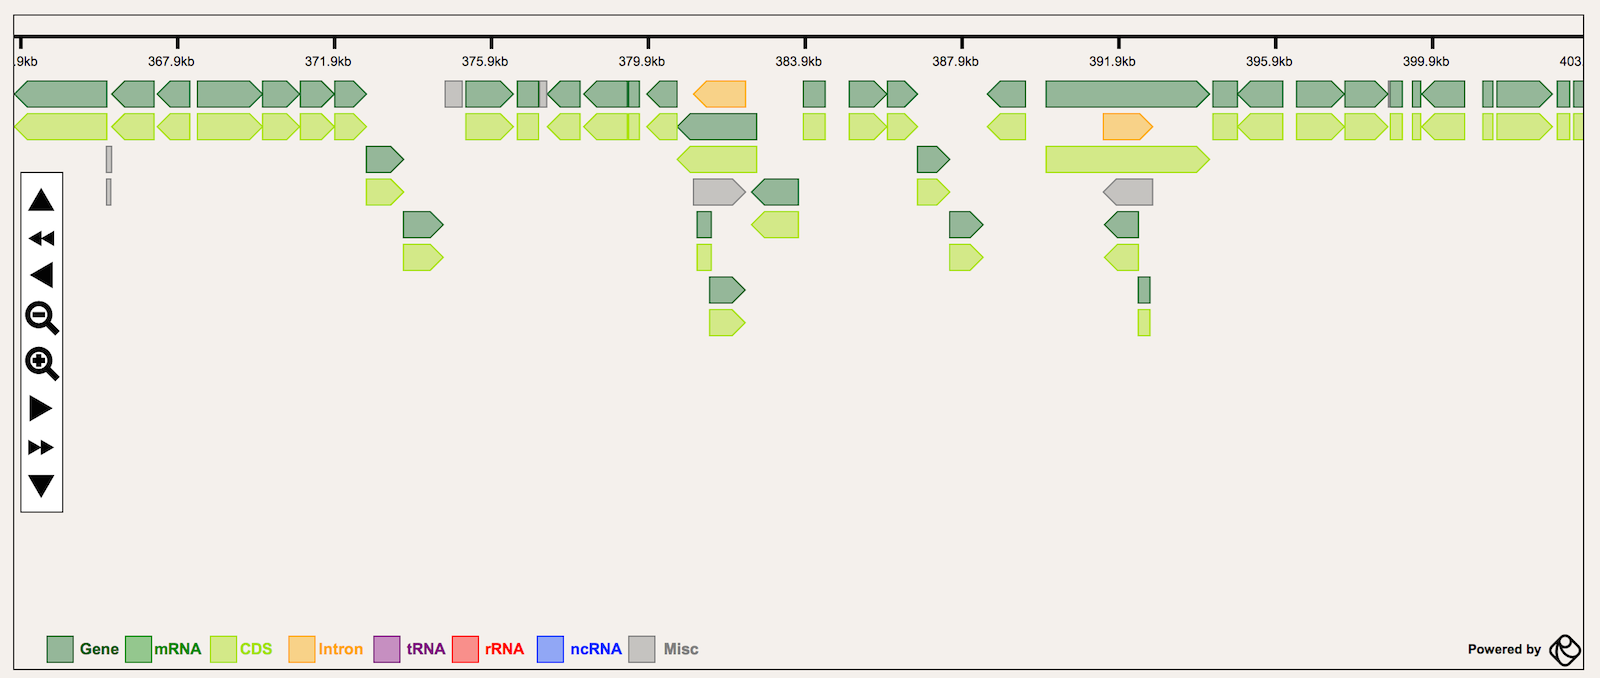 .9kb 367.9kb 371.9kb 375.9kb 379.9kb 383.9kb 387.9kb 391.9kb 395.9kb 399.9kb 403.
Gene mRNA CDS Intron tRNA rRNA ncRNA Misc
Powered by